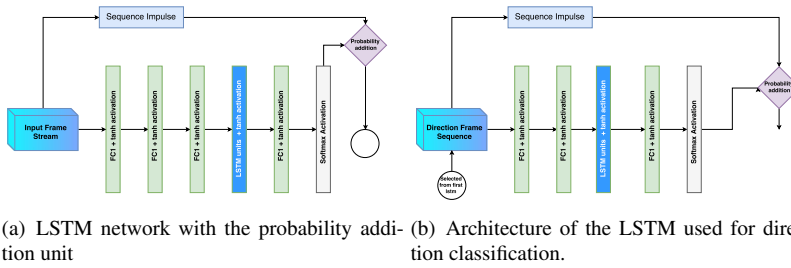 Sequence Impulse
Probability
addition
Input Frame
Stream
FC1 + tanh activation
FC1 + tanh activation
FC1 + tanh activation
LSTM units + tanh activation
FC1 + tanh activation
Softmax Activation
(a) LSTM network with the probability addi-
tion unit
Sequence Impulse
Probability
addition
Direction Frame
Sequence
Selected
from first
lstm
FC1 + tanh activation
FC1 + tanh activation
LSTM units + tanh activation
FC1 + tanh activation
Softmax Activation
(b) Architecture of the LSTM used for dire
tion classification.